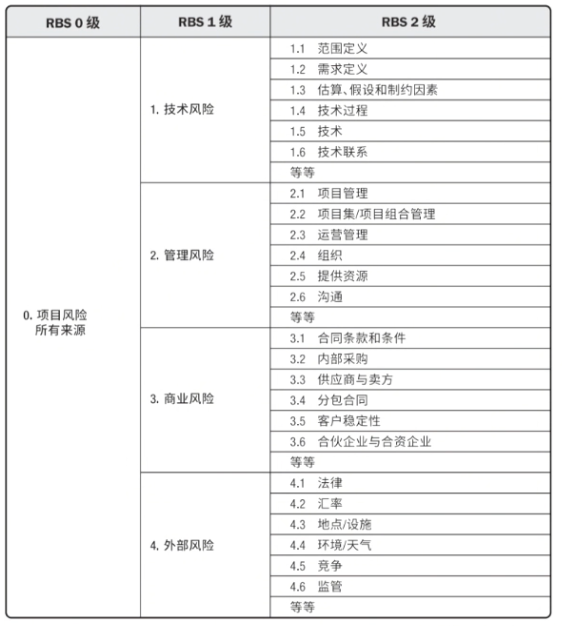 RBS 0 级
RBS 1 级
RBS 2 级
0. 项目风险
所有来源
1. 技术风险
1.1 范围定义
1.2 需求定义
1.3 估算、假设和制约因素
1.4 技术过程
1.5 技术
1.6 技术联系
等等
2. 管理风险
2.1 项目管理
2.2 项目集/项目组合管理
2.3 运营管理
2.4 组织
2.5 提供资源
2.6 沟通
等等
3. 商业风险
3.1 合同条款和条件
3.2 内部采购
3.3 供应商与卖方
3.4 分包合同
3.5 客户稳定性
3.6 合伙企业与合资企业
等等
4. 外部风险
4.1 法律
4.2 汇率
4.3 地点/设施
4.4 环境/天气
4.5 竞争
4.6 监管
等等